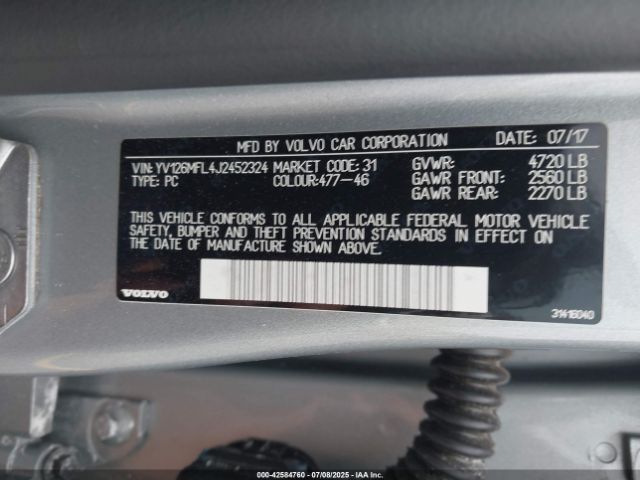 MFD BY VOLVO CAR CORPORATION DATE: 07/17
VIN: YV126MFL4J2452324 MARKET CODE: 31 GVWR: 4720 LB
TYPE: PC COLOUR:477-46 GAWR FRONT: 2560 LB
GAWR REAR: 2270 LB
THIS VEHICLE CONFORMS TO ALL APPLICABLE FEDERAL MOTOR VEHICLE
SAFETY, BUMPER AND THEFT PREVENTION STANDARDS IN EFFECT ON
THE DATE OF MANUFACTURE SHOWN ABOVE.
VOLVO 31416040
000-42584760 - 07/08/2025 - IAAI.COM